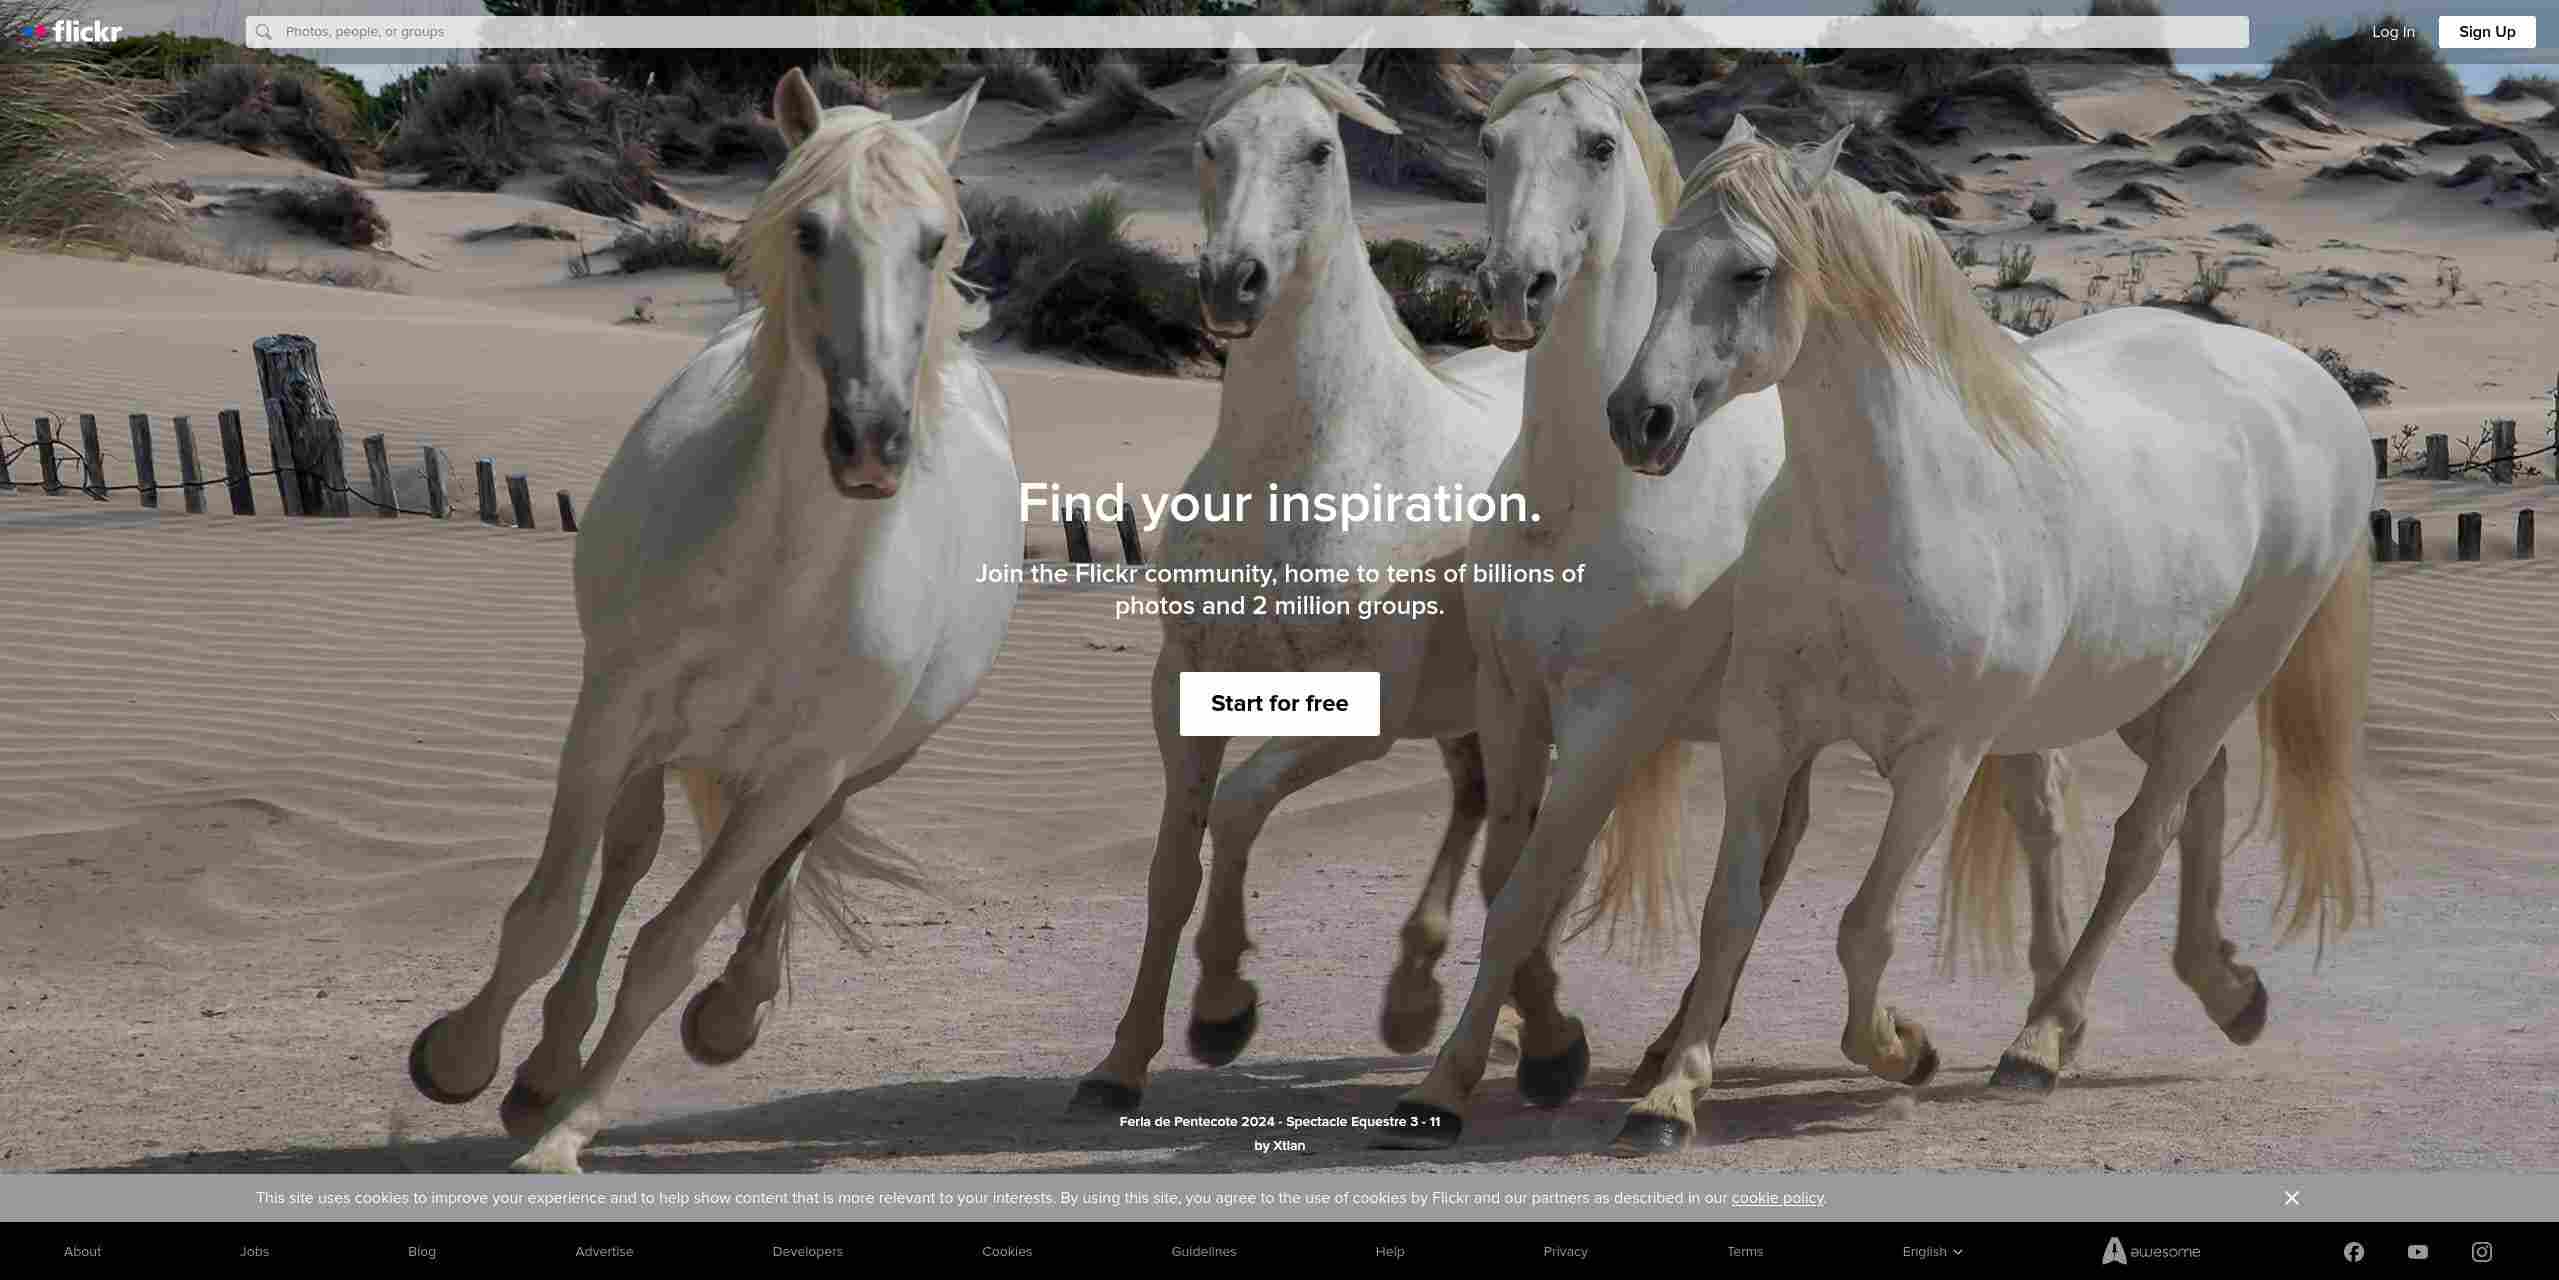 flickr
Photos, people, or groups
Log In
Sign Up
Find your inspiration.
Join the Flickr community, home to tens of billions of
photos and 2 million groups.
Start for free
Feria de Pentecote 2024 - Spectacle Equestre 3 - 11
by Xtian
This site uses cookies to improve your experience and to help show content that is more relevant to your interests. By using this site, you agree to the use of cookies by Flickr and our partners as described in our cookie policy.
About
Jobs
Blog
Advertise
Developers
Cookies
Guidelines
Help
Privacy
Terms
English
awesome